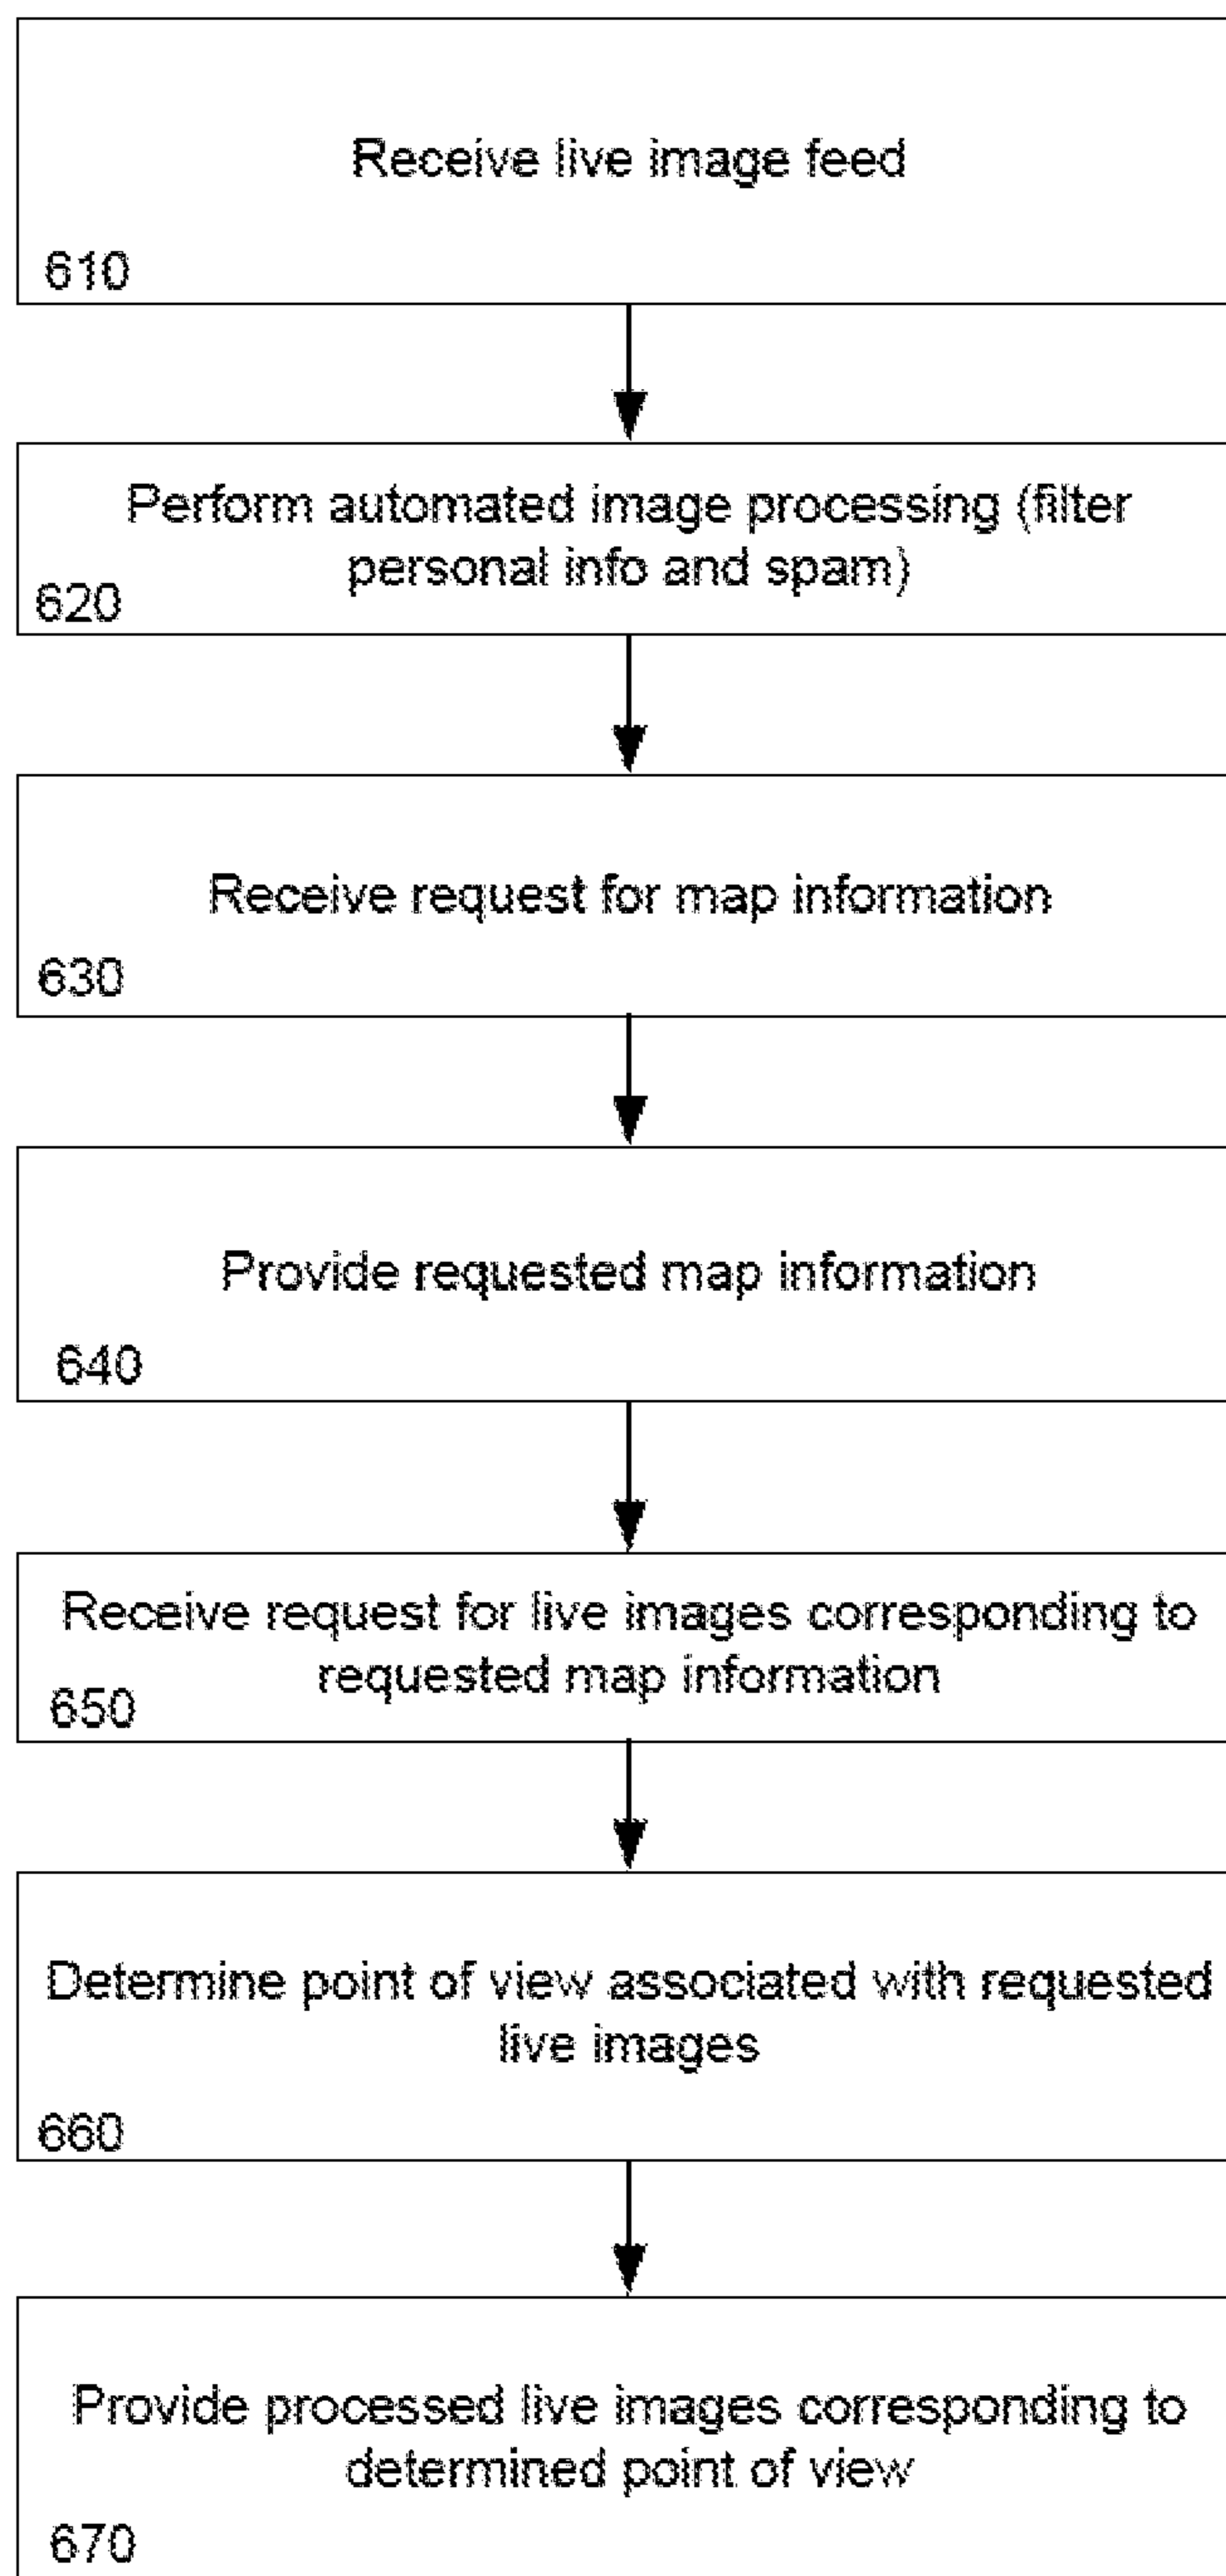 Receive live image feed
610
Perform automated image processing (filter
personal info and spam)
620
Receive request for map information
630
Provide requested map information
640
Receive request for live images corresponding to
requested map information
650
Determine point of view associated with requested
live images
660
Provide processed live images corresponding to
determined point of view
670